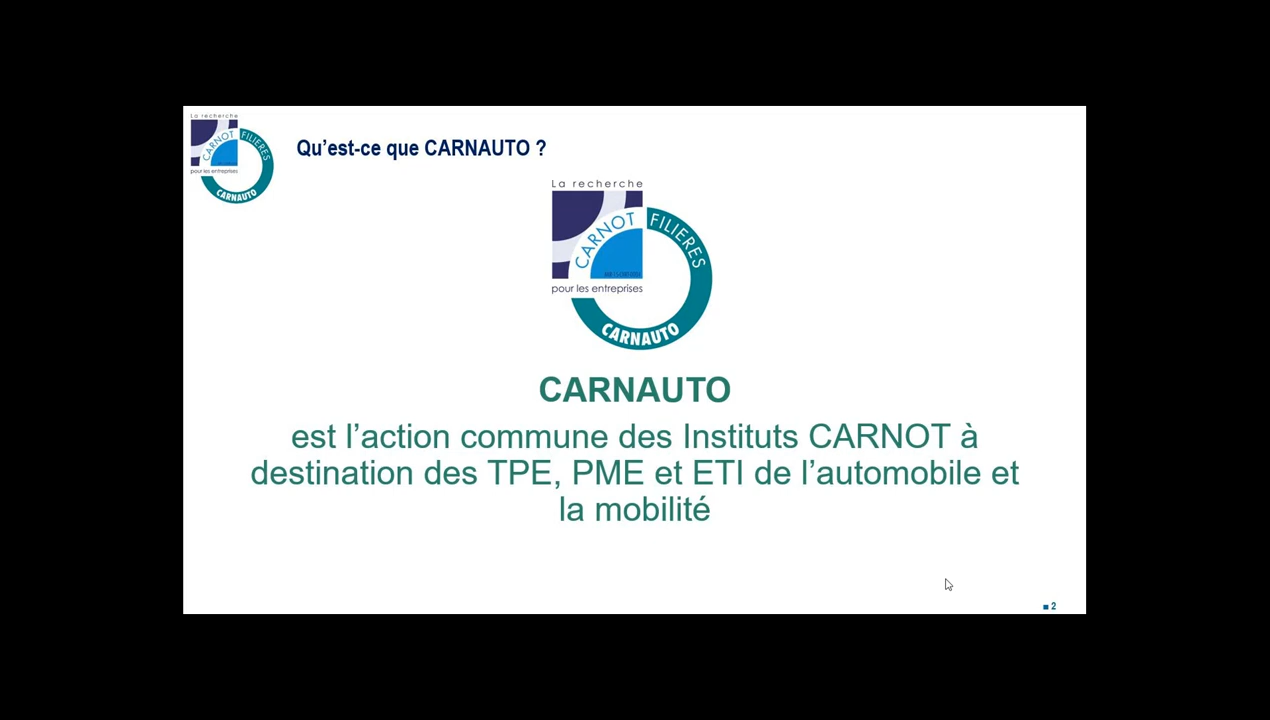 La recherche
CARNOT
FILIERES
pour les entreprises
CARNAUTO
Qu’est-ce que CARNAUTO ?
La recherche
CARNOT
FILIERES
pour les entreprises
CARNAUTO
CARNAUTO
est l’action commune des Instituts CARNOT à
destination des TPE, PME et ETI de l’automobile et
la mobilité
2